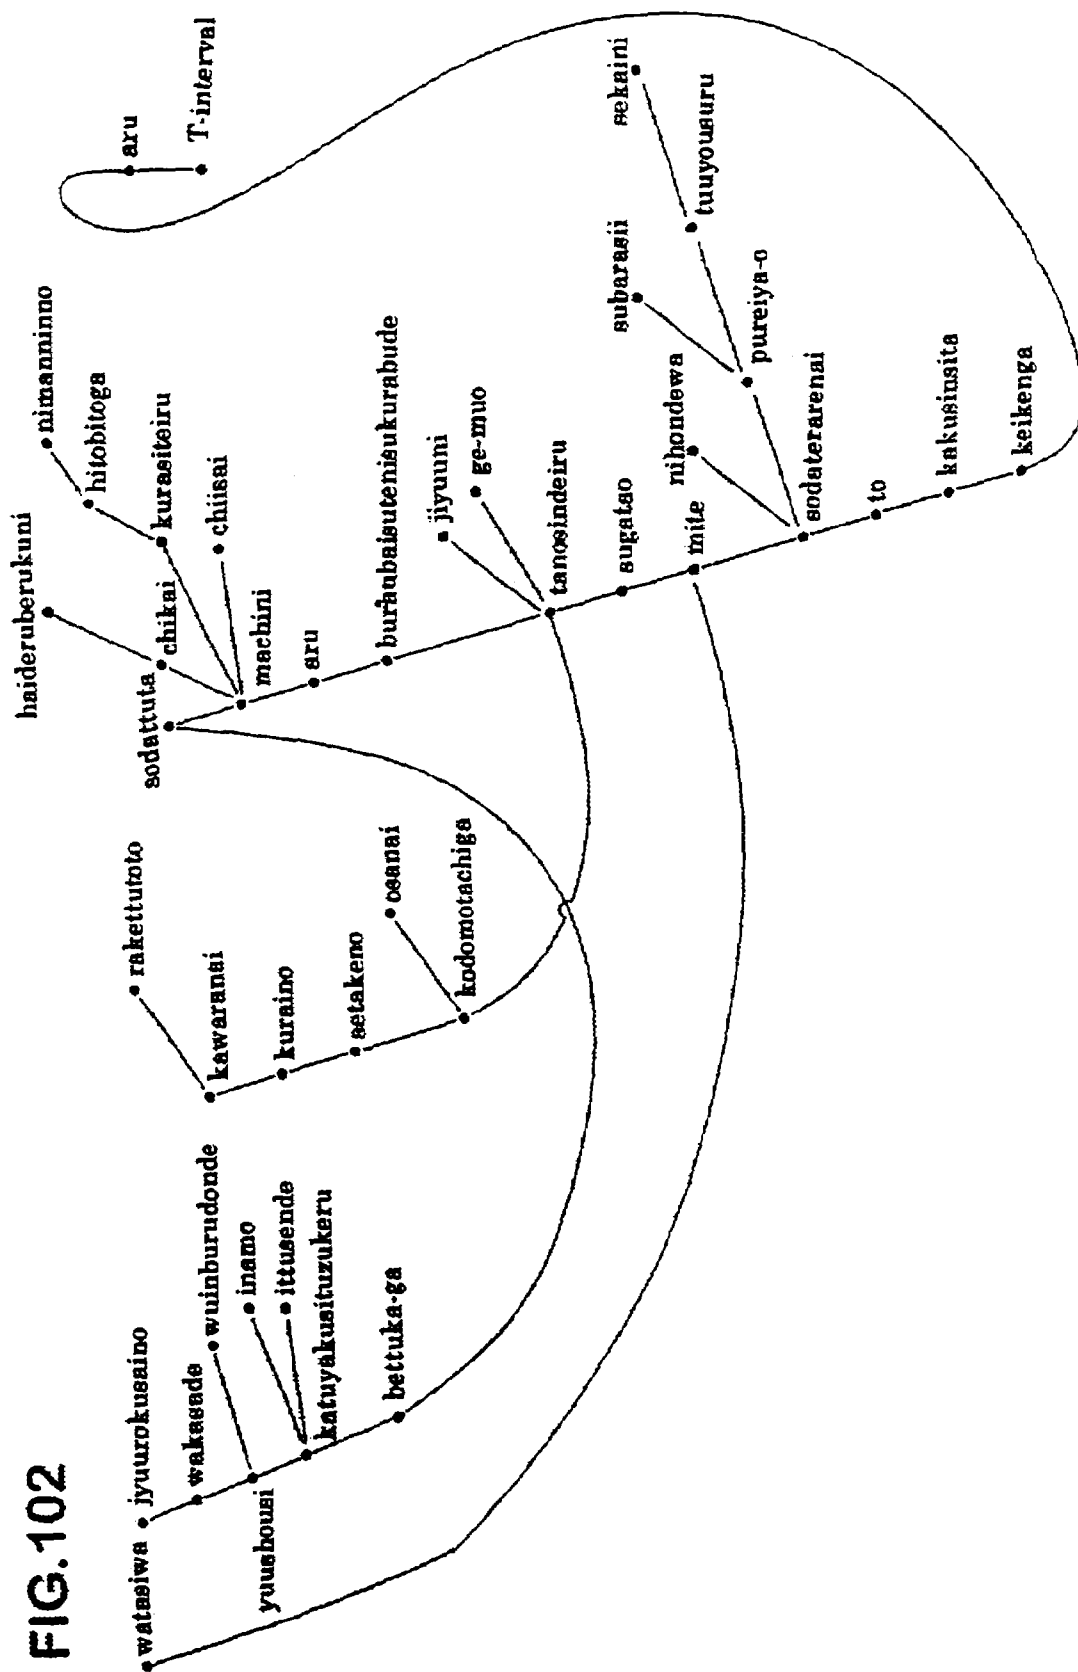 FIG.102
watasiwa
jyuurokusaino
wakasade
wuinburudonde
yuushousi
inamo
ittusende
katuyakusituzukeru
bettuka-ga
rakettutoto
kawaranai
kuraino
setakeno
osanai
kodomotachiga
haideruberukuni
sodattuta
chikai
nimanninno
hitobitoga
kurasiteiru
chiisai
machini
aru
buraubaisutenisukurabude
jiyuuni
ge-muo
tanosindeiru
sugatao
mite
nihondewa
subarasii
sekaini
tuuyousuru
pureiya-o
sodaterarenai
to
kakusinsita
keikenga
aru
T-interval